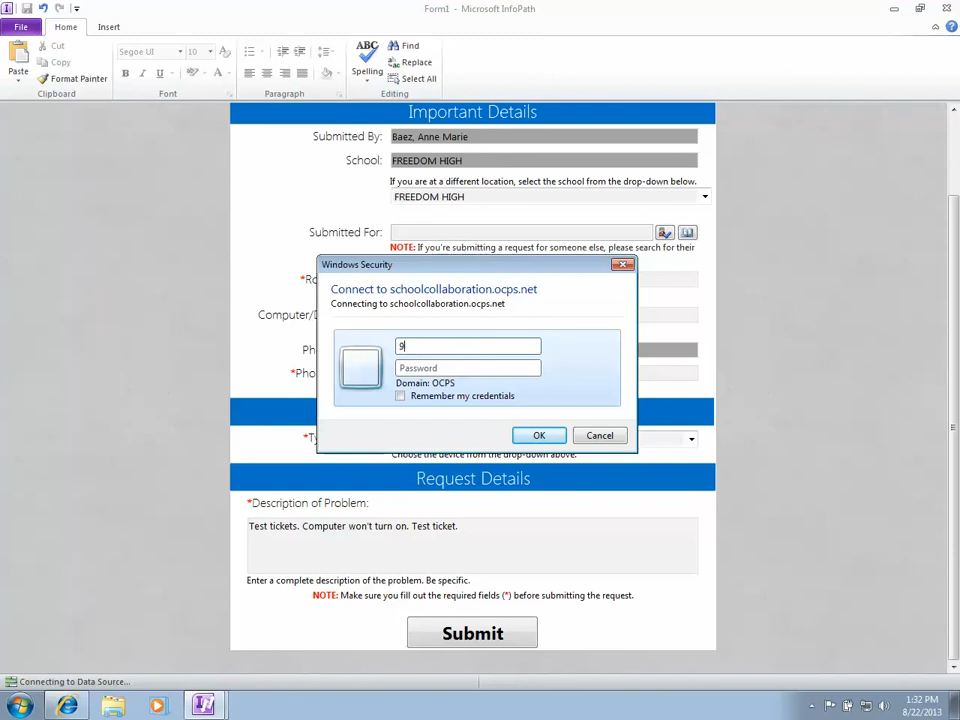 Form1 - Microsoft InfoPath
File Home Insert
Cut
Copy
Format Painter
Paste
Clipboard
Segoe UI 10
B I U
Font
Paragraph
ABC
Spelling
Find
Replace
Select All
Editing
Important Details
Submitted By: Baez, Anne Marie
School: FREEDOM HIGH
If you are at a different location, select the school from the drop-down below.
FREEDOM HIGH
Submitted For:
NOTE: If you're submitting a request for someone else, please search for their
Windows Security
Connect to schoolcollaboration.ocps.net
Connecting to schoolcollaboration.ocps.net
9
Password
Domain: OCPS
Remember my credentials
OK Cancel
Computer/D
Choose the device from the drop-down above.
Request Details
*Description of Problem:
Test tickets. Computer won't turn on. Test ticket.
Enter a complete description of the problem. Be specific.
NOTE: Make sure you fill out the required fields (*) before submitting the request.
Submit
Connecting to Data Source...
1:32 PM
8/22/2013